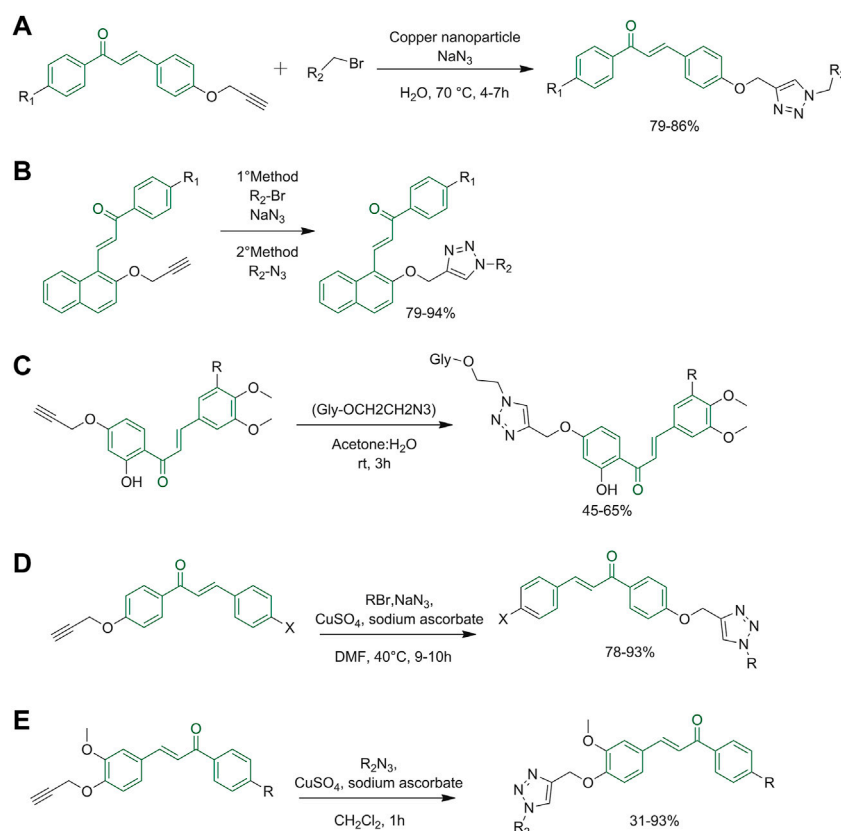 A
O
R₁
O
+
R₂
Br
Copper nanoparticle
NaN₃
H₂O, 70 °C, 4-7h
O
R₁
O
N
N=N
79-86%
B
R₁
O
O
1°Method
R₂-Br
NaN₃
2°Method
R₂-N₃
R₁
O
N=N
N-R₂
O
79-94%
C
R
O
O
O
OH
O
(Gly-OCH2CH2N3)
Acetone:H₂O
rt, 3h
Gly-O
N
N
N
O
OH
O
R
O
O
45-65%
D
O
O
X
RBr,NaN₃,
CuSO₄, sodium ascorbate
DMF, 40°C, 9-10h
O
X
O
N
N
N
R
78-93%
E
O
O
O
R
R₂N₃,
CuSO₄, sodium ascorbate
CH₂Cl₂, 1h
O
O
O
R
N
N
N
31-93%